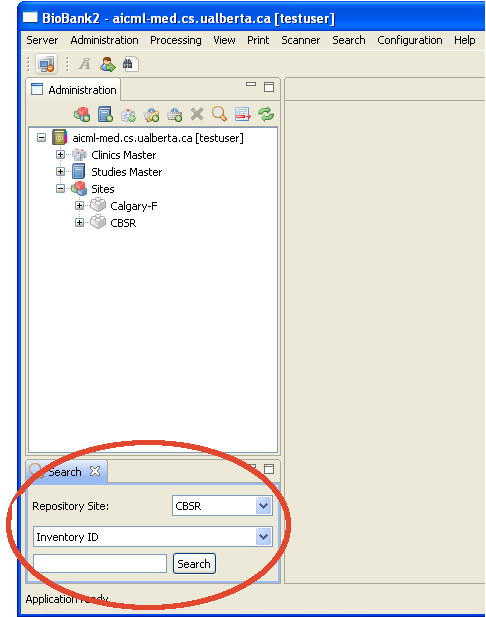 BioBank2 - aicml-med.cs.ualberta.ca [testuser]
Server Administration Processing View Print Scanner Search Configuration Help
Administration
aicml-med.cs.ualberta.ca [testuser]
Clinics Master
Studies Master
Sites
Calgary-F
CBSR
Search
Repository Site: CBSR
Inventory ID
Search
Application ready.